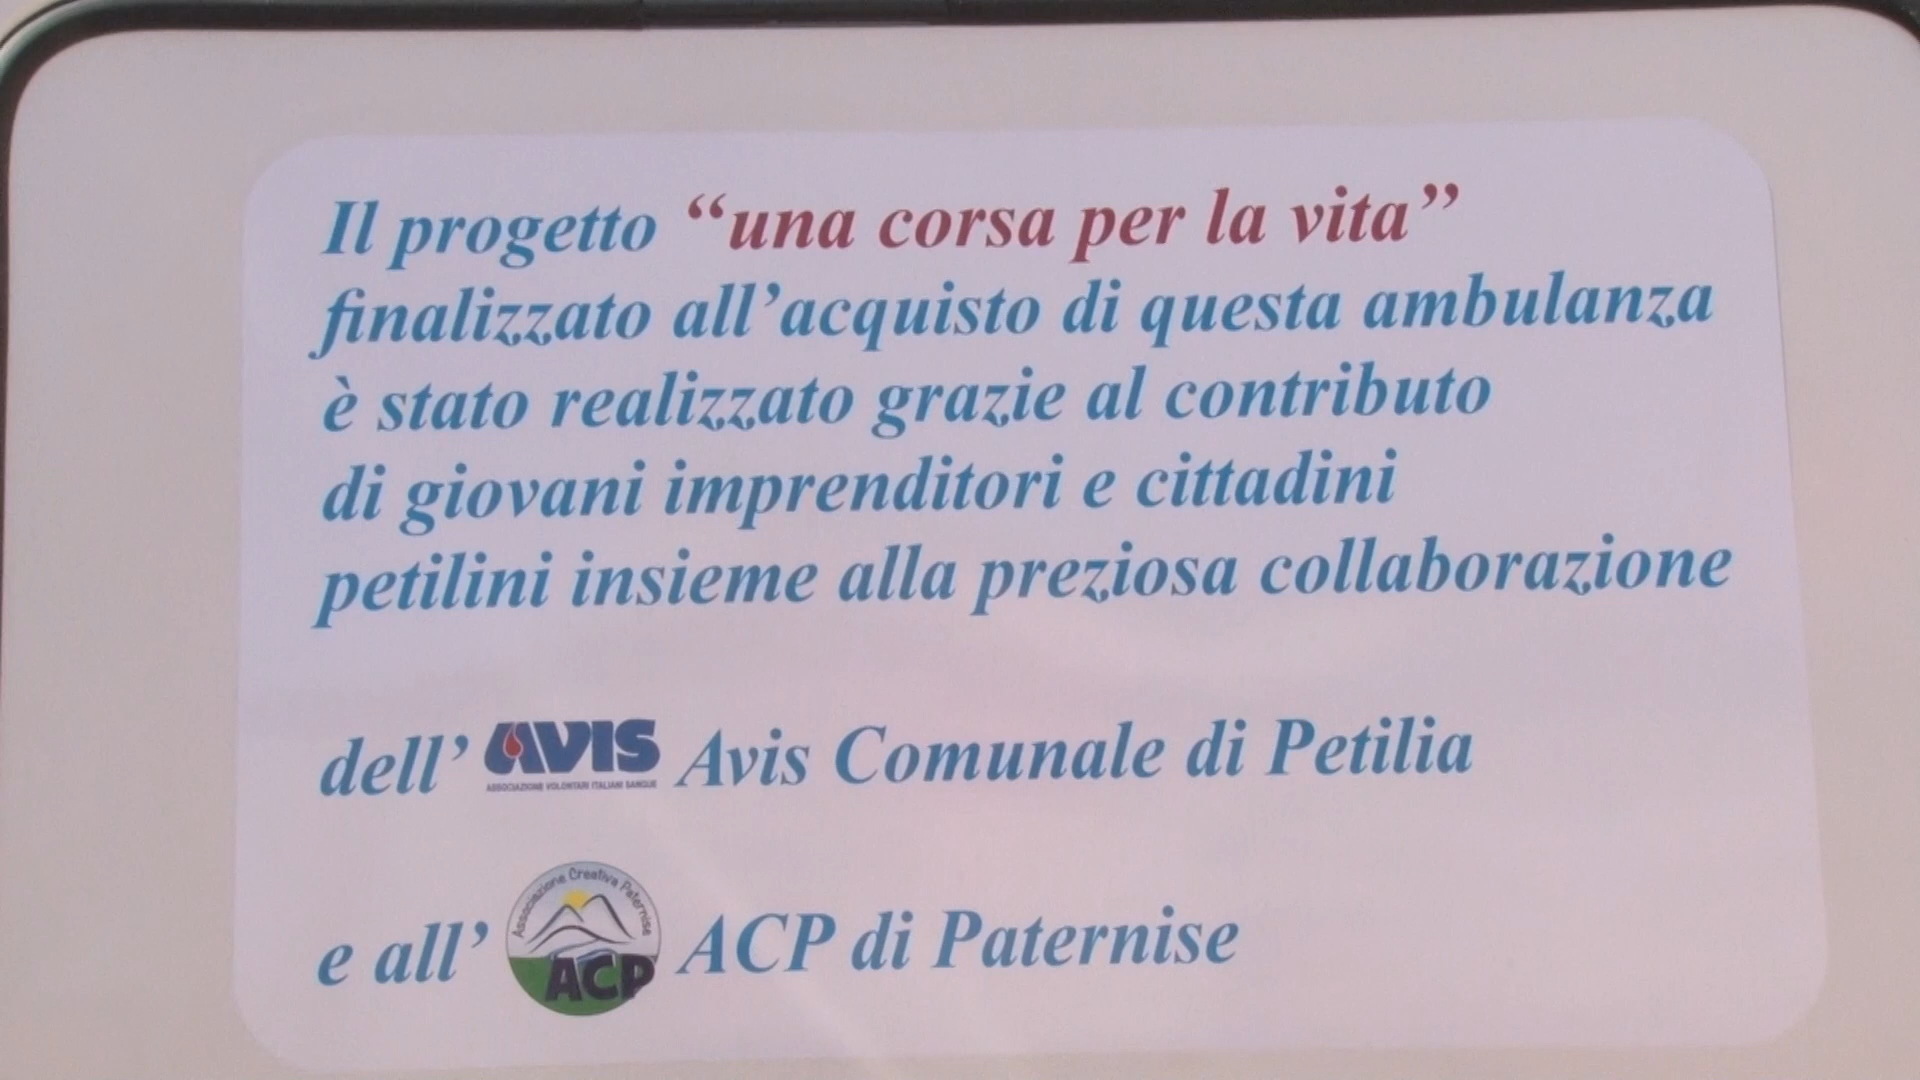 Il progetto “una corsa per la vita”
finalizzato all’acquisto di questa ambulanza
è stato realizzato grazie al contributo
di giovani imprenditori e cittadini
petilini insieme alla preziosa collaborazione
dell’ AVIS Avis Comunale di Petilia
ASSOCIAZIONE VOLONTARI ITALIANI SANGUE
Associazione Creativa Paternise
e all’ ACP ACP di Paternise